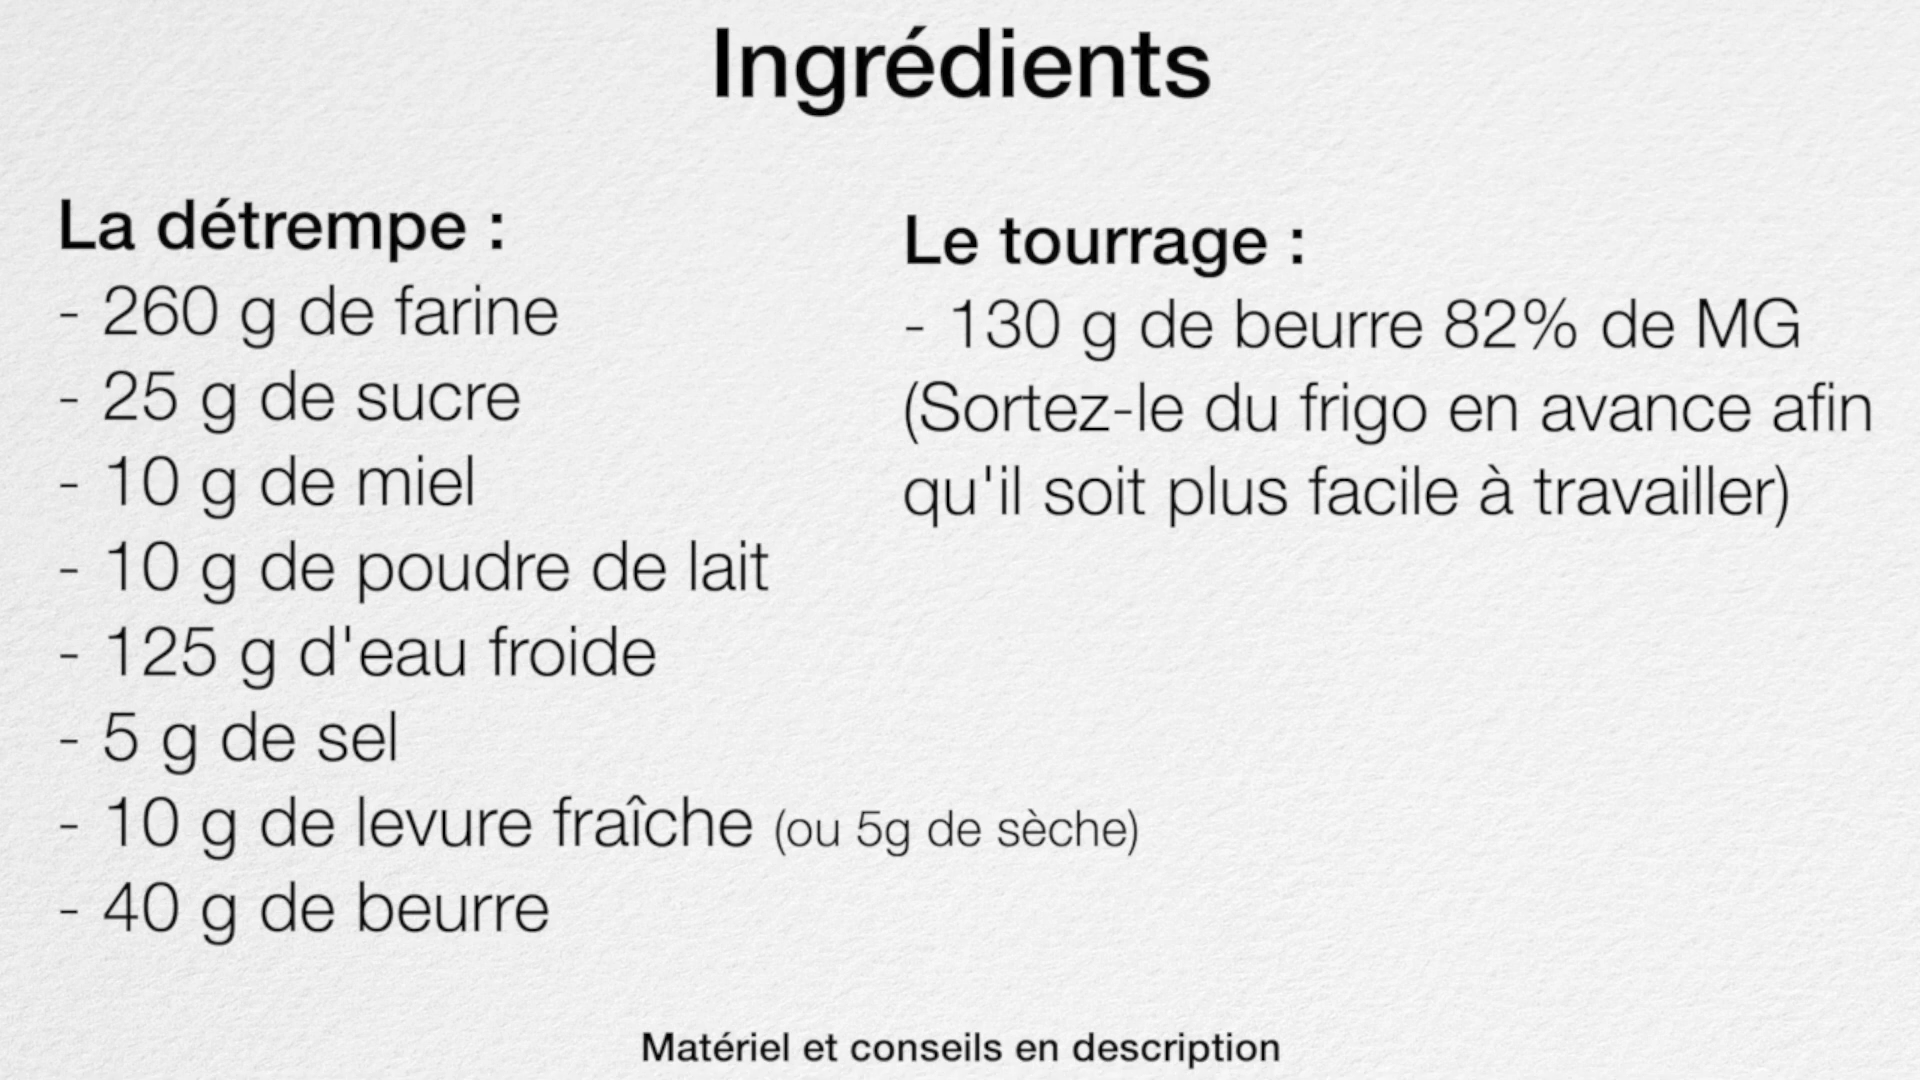 Ingrédients
La détrempe :
- 260 g de farine
- 25 g de sucre
- 10 g de miel
- 10 g de poudre de lait
- 125 g d'eau froide
- 5 g de sel
- 10 g de levure fraîche (ou 5g de sèche)
- 40 g de beurre
Le tourrage :
- 130 g de beurre 82% de MG
(Sortez-le du frigo en avance afin
qu'il soit plus facile à travailler)
Matériel et conseils en description